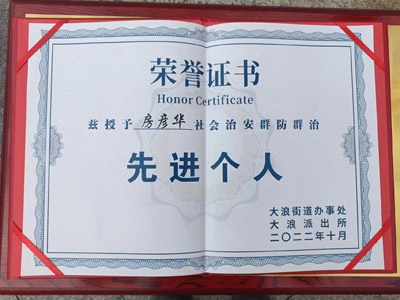 荣誉证书
Honor Certificate
兹授予 房彦华 社会治安群防群治
先进个人
大浪街道办事处
大浪派出所
二〇二二年十月